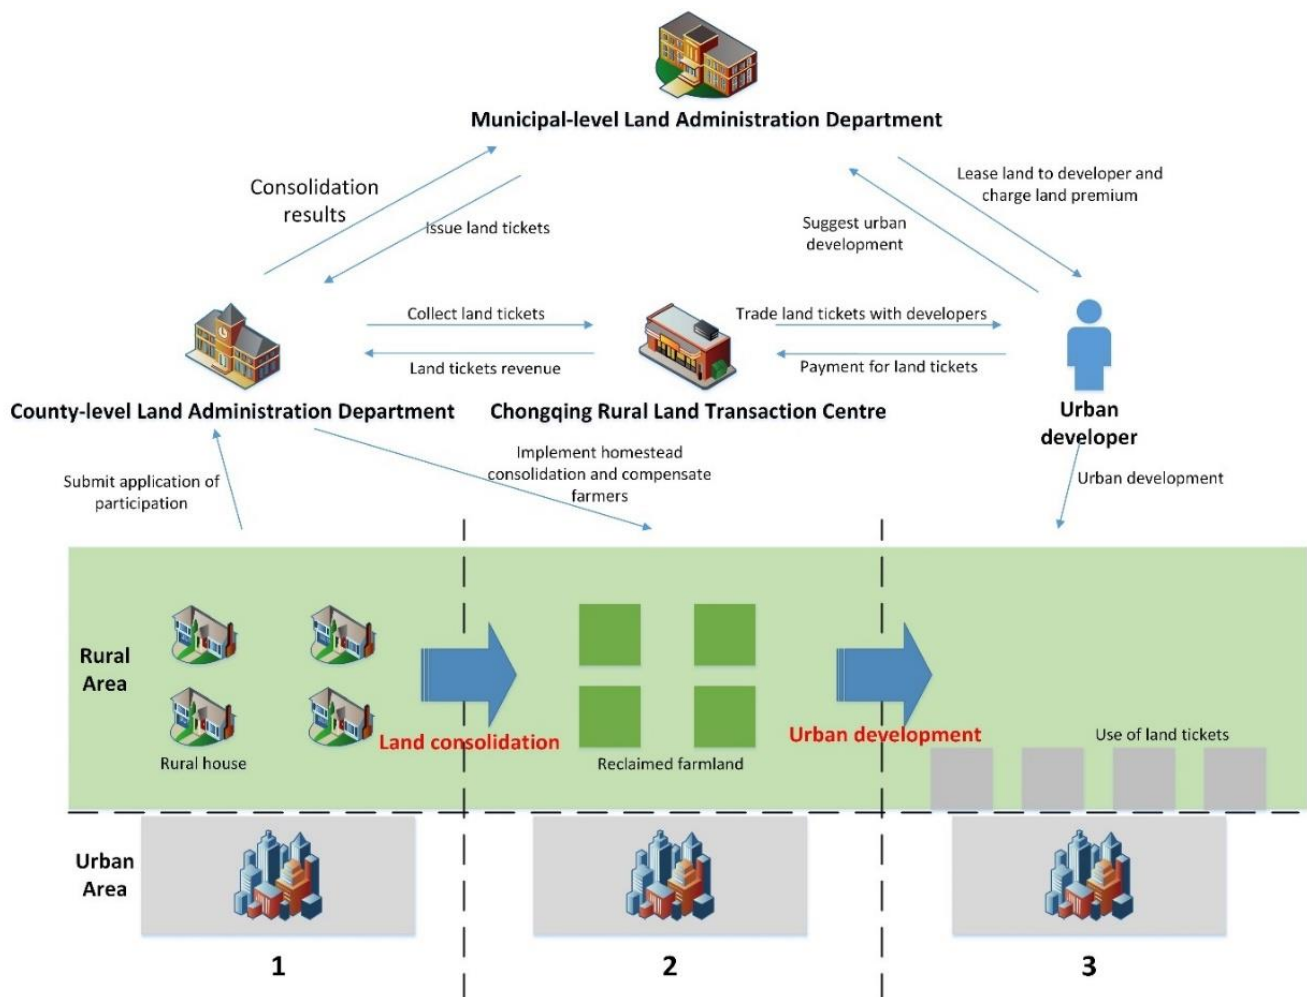 Municipal-level Land Administration Department
Consolidation
results
Issue land tickets
Lease land to developer and
charge land premium
Suggest urban
development
Collect land tickets
Land tickets revenue
Trade land tickets with developers
Payment for land tickets
County-level Land Administration Department
Chongqing Rural Land Transaction Centre
Urban
developer
Submit application of
participation
Implement homestead
consolidation and compensate
farmers
Urban development
Rural
Area
Rural house
Land consolidation
Reclaimed farmland
Urban development
Use of land tickets
Urban
Area
1
2
3